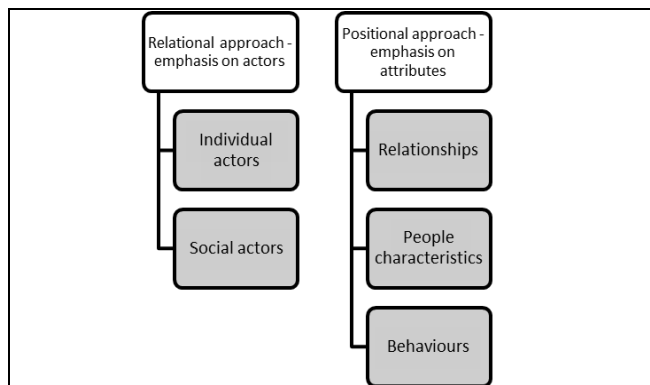 Relational approach -
emphasis on actors
Individual
actors
Social actors
Positional approach -
emphasis on
attributes
Relationships
People
characteristics
Behaviours